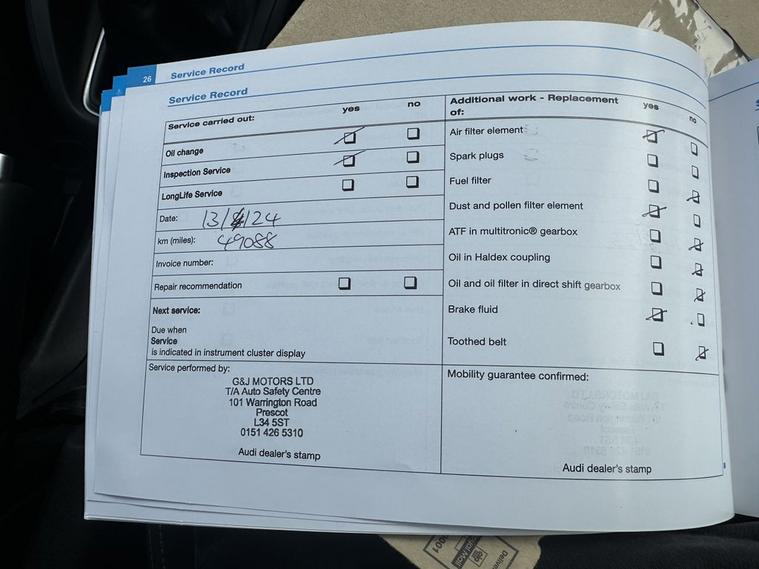 26 Service Record
Service Record
Service carried out: yes no
Oil change
Inspection Service
LongLife Service
Date: 13/4/24
km (miles): 49088
Invoice number:
Repair recommendation
Next service:
Due when
Service
is indicated in instrument cluster display
Service performed by:
G&J MOTORS LTD
T/A Auto Safety Centre
101 Warrington Road
Prescot
L34 5ST
0151 426 5310
Audi dealer's stamp
Additional work - Replacement of: yes no
Air filter element
Spark plugs
Fuel filter
Dust and pollen filter element
ATF in multitronic® gearbox
Oil in Haldex coupling
Oil and oil filter in direct shift gearbox
Brake fluid
Toothed belt
Mobility guarantee confirmed:
Audi dealer's stamp